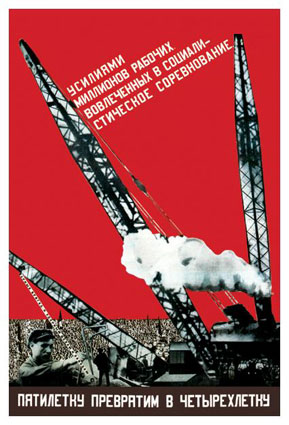 УСИЛИЯМИ
МИЛЛИОНОВ РАБОЧИХ,
ВОВЛЕЧЕННЫХ В СОЦИАЛИ-
СТИЧЕСКОЕ СОРЕВНОВАНИЕ
ПЯТИЛЕТКУ ПРЕВРАТИМ В ЧЕТЫРЕХЛЕТКУ